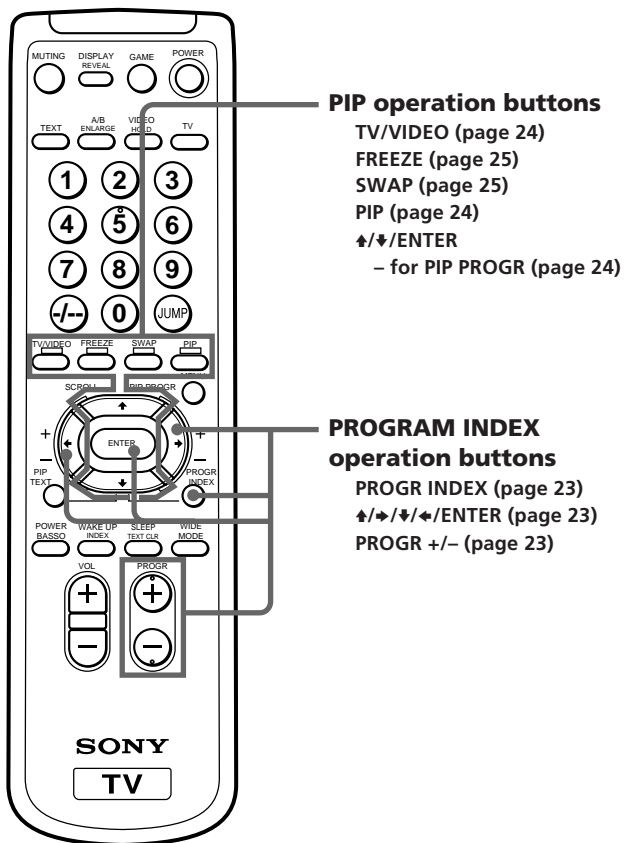 MUTING DISPLAY REVEAL GAME POWER
TEXT A/B ENLARGE VIDEO HOLD TV
1 2 3
4 5 6
7 8 9
-/-- 0 JUMP
TV/VIDEO FREEZE SWAP PIP
MENU
SCROLL PIP PROGR
+ ENTER +
– –
PIP TEXT PROGR INDEX
POWER BASSO WAKE UP INDEX SLEEP TEXT CLR WIDE MODE
VOL PROGR
+ +
– –
SONY
TV
PIP operation buttons
TV/VIDEO (page 24)
FREEZE (page 25)
SWAP (page 25)
PIP (page 24)
↑/↓/ENTER
– for PIP PROGR (page 24)
PROGRAM INDEX
operation buttons
PROGR INDEX (page 23)
↑/→/↓/←/ENTER (page 23)
PROGR +/– (page 23)